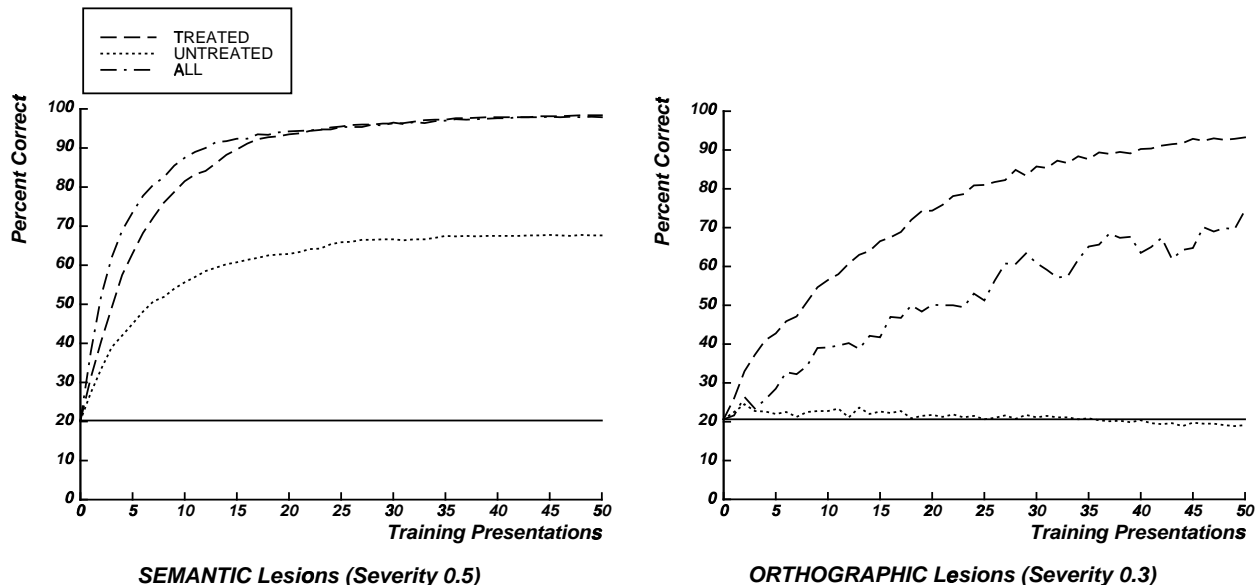 TREATED
UNTREATED
ALL
Percent Correct
100
90
80
70
60
50
40
30
20
10
0
0 5 10 15 20 25 30 35 40 45 50
Training Presentations
SEMANTIC Lesions (Severity 0.5)
Percent Correct
100
90
80
70
60
50
40
30
20
10
0
0 5 10 15 20 25 30 35 40 45 50
Training Presentations
ORTHOGRAPHIC Lesions (Severity 0.3)